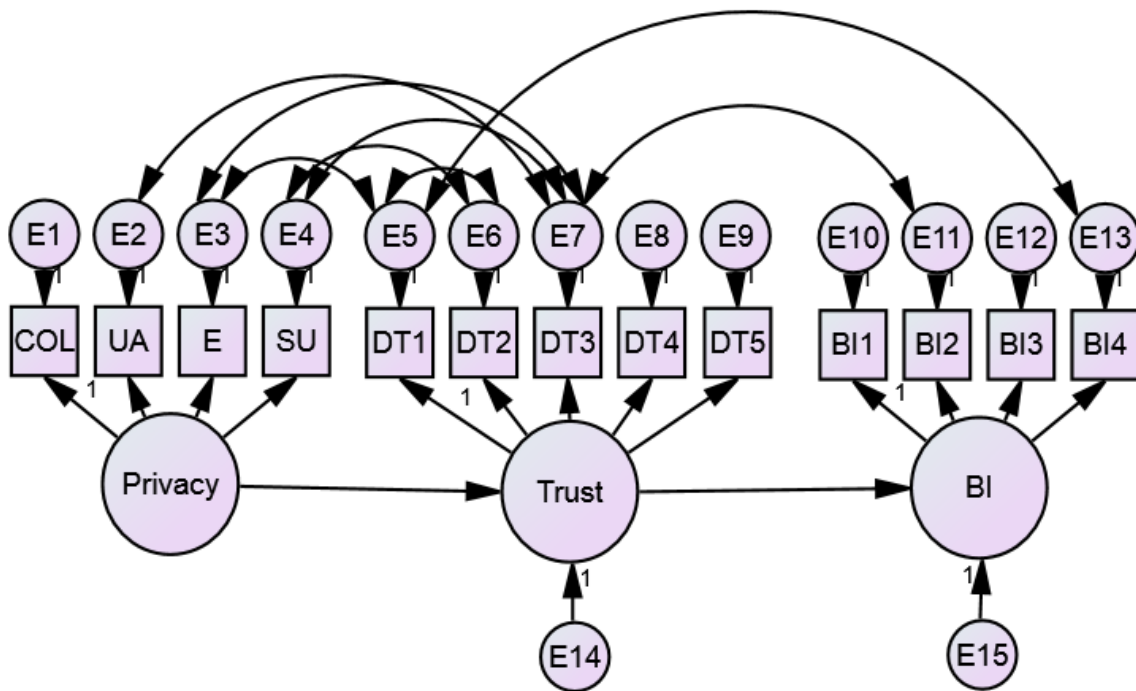 E1 E2 E3 E4 E5 E6 E7 E8 E9 E10 E11 E12 E13
1 1 1 1 1 1 1 1 1 1 1 1 1
COL UA E SU DT1 DT2 DT3 DT4 DT5 BI1 BI2 BI3 BI4
1 1 1
Privacy Trust BI
1 1
E14 E15